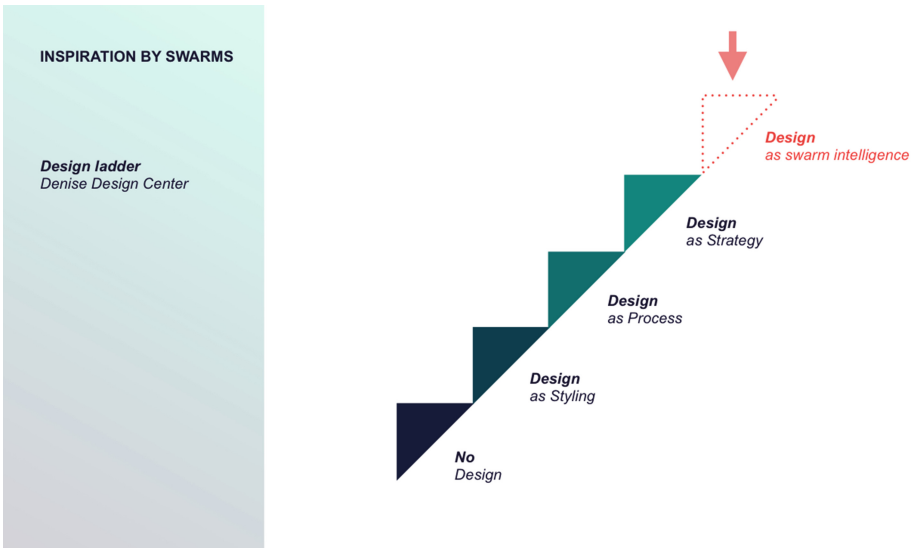 INSPIRATION BY SWARMS
Design ladder
Denise Design Center
Design
as swarm intelligence
Design
as Strategy
Design
as Process
Design
as Styling
No
Design